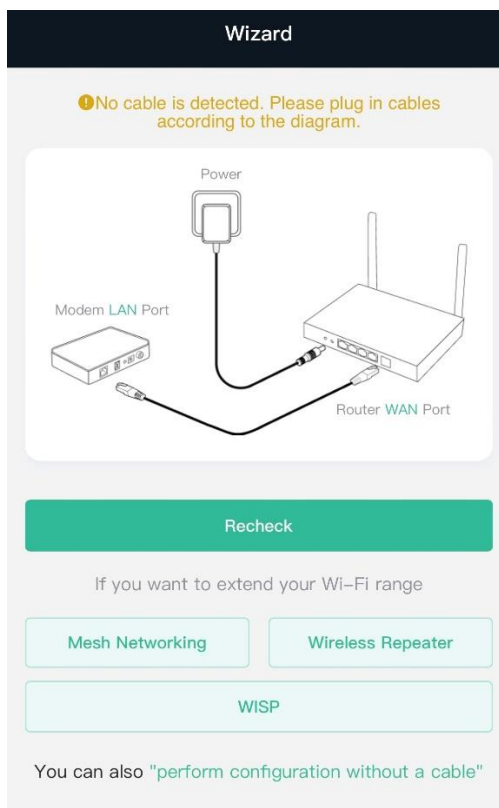 Wizard
No cable is detected. Please plug in cables
according to the diagram.
Power
Modem LAN Port
Router WAN Port
Recheck
If you want to extend your Wi-Fi range
Mesh Networking
Wireless Repeater
WISP
You can also "perform configuration without a cable"